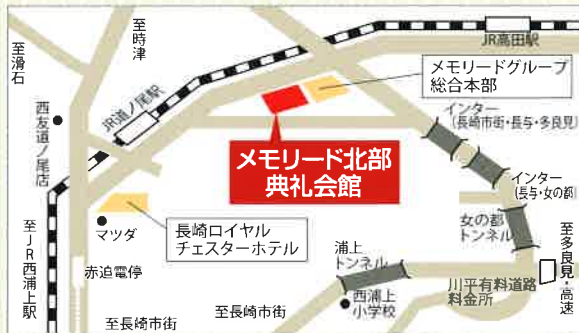 至滑石
至時津
JR高田駅
メモリードグループ
総合本部
JR道ノ尾駅
西友道ノ尾店
インター
(長崎市街・長与・多良見)
メモリード北部
典礼会館
インター
(長与・女の都)
女の都
トンネル
マツダ
長崎ロイヤル
チェスターホテル
至JR西浦上駅
赤迫電停
浦上
トンネル
西浦上
小学校
川平有料道路
料金所
至多良見・高速
至長崎市街
至長崎市街